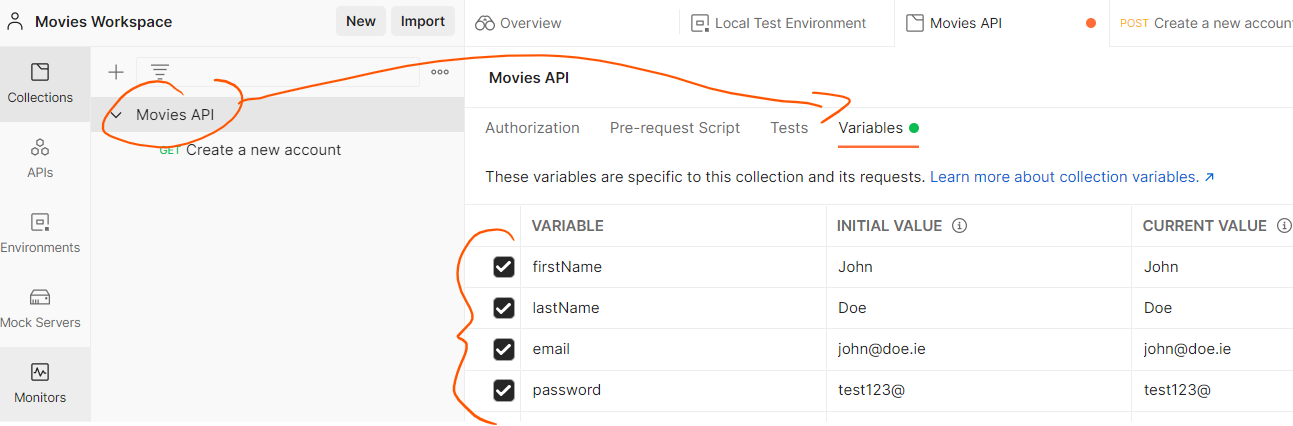 Movies Workspace New Import Overview Local Test Environment Movies API POST Create a new account
Collections
APIs
Environments
Mock Servers
Monitors
Movies API
GET Create a new account
Movies API
Authorization Pre-request Script Tests Variables
These variables are specific to this collection and its requests. Learn more about collection variables. ↗
VARIABLE INITIAL VALUE CURRENT VALUE
firstName John John
lastName Doe Doe
email john@doe.ie john@doe.ie
password test123@ test123@